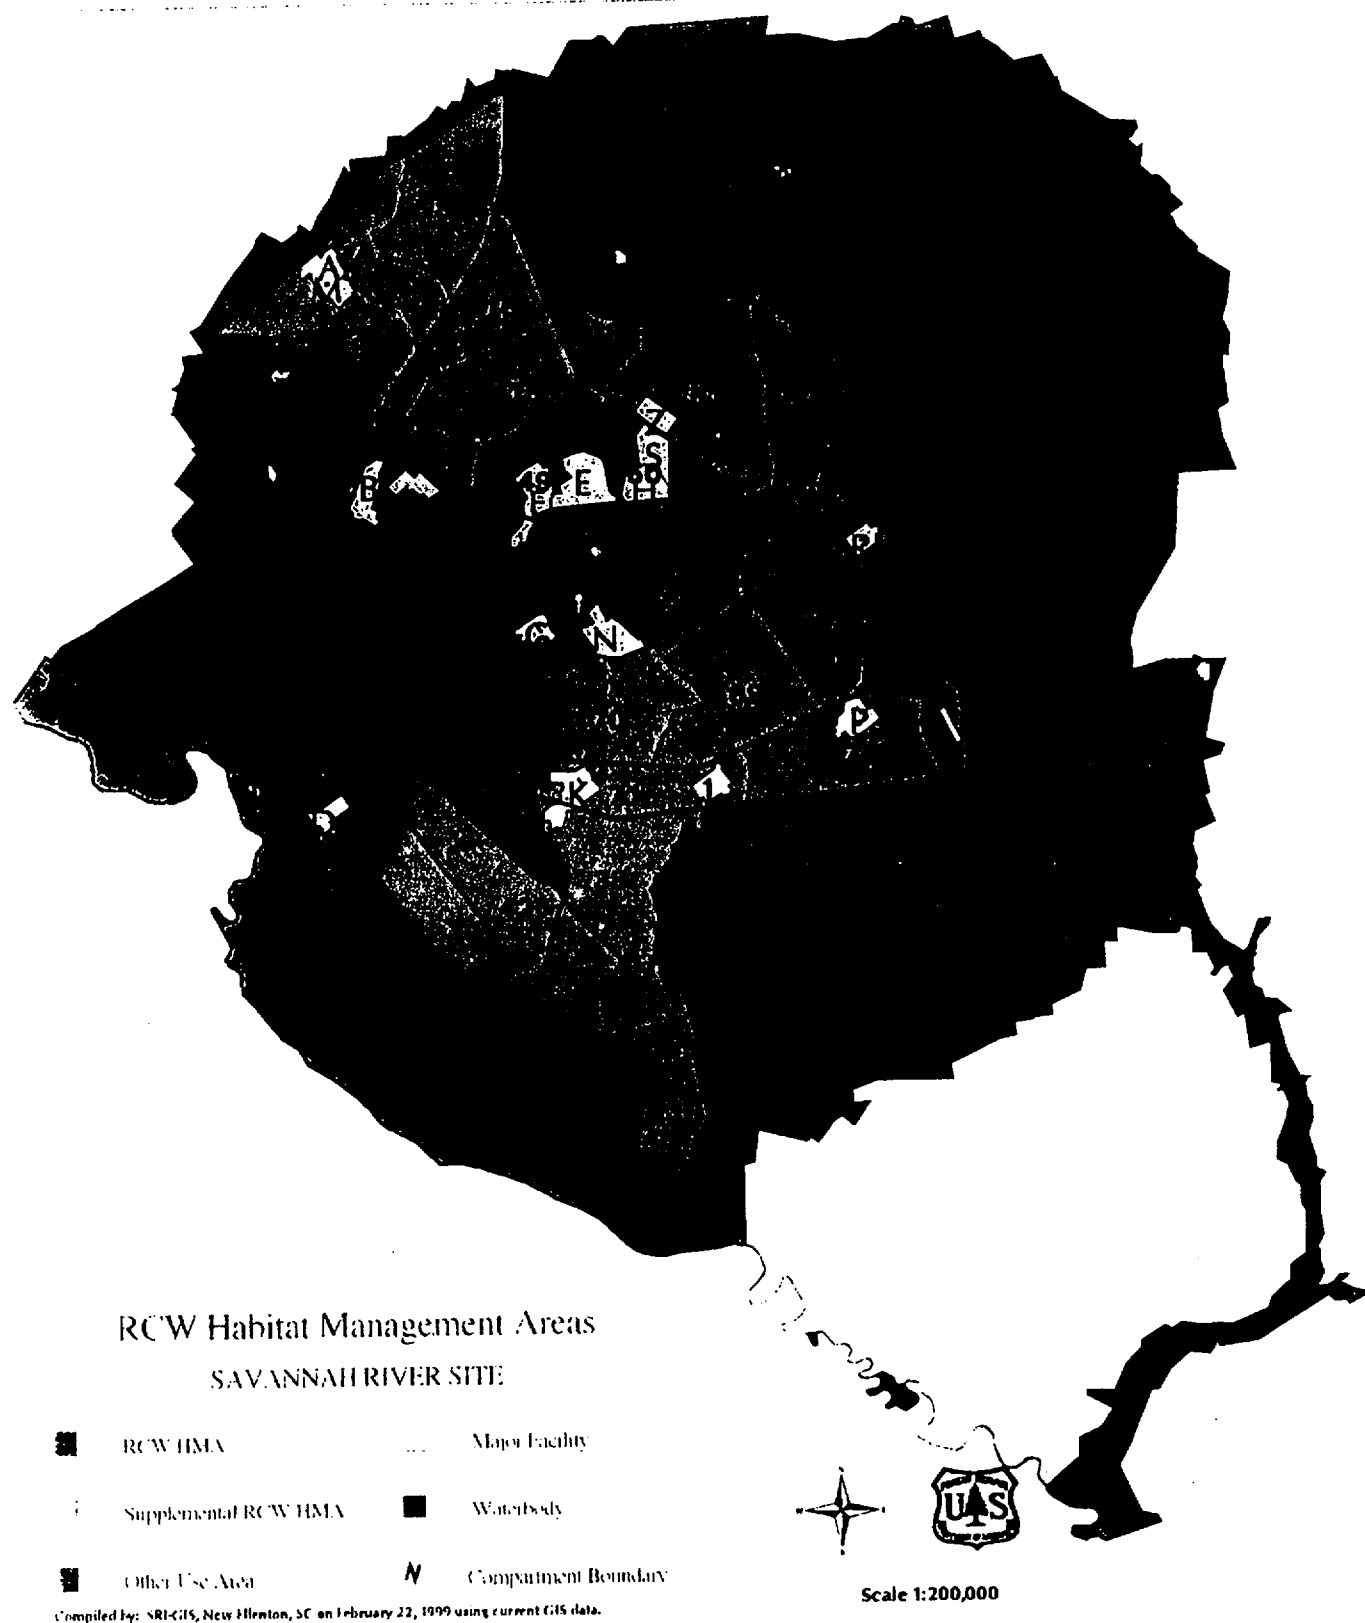 A
M
Z
S
B
E
F
H
P
C
N
P
K
L
D
RCW Habitat Management Areas
SAVANNAH RIVER SITE
RCW HMA
Major Facility
Supplemental RCW HMA
Waterbody
Other Use Area
Compartment Boundary
U S
Scale 1:200,000
Compiled by: SRI-GIS, New Ellenton, SC on February 22, 1999 using current GIS data.